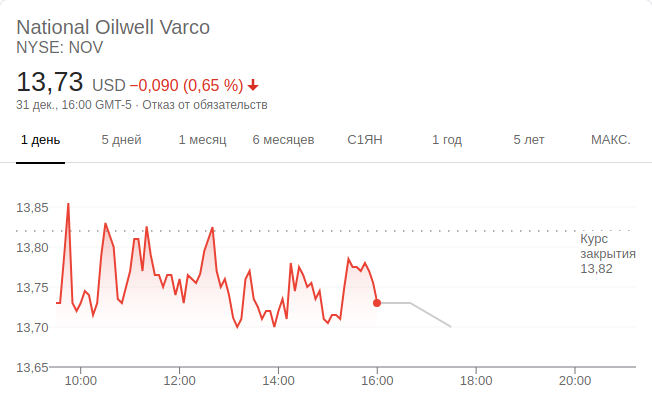 National Oilwell Varco
NYSE: NOV
13,73 USD −0,090 (0,65 %)
31 дек., 16:00 GMT-5 · Отказ от обязательств
1 день 5 дней 1 месяц 6 месяцев С1ЯН 1 год 5 лет МАКС.
13,85
Курс
закрытия
13,82
13,80
13,75
13,70
13,65
10:00 12:00 14:00 16:00 18:00 20:00